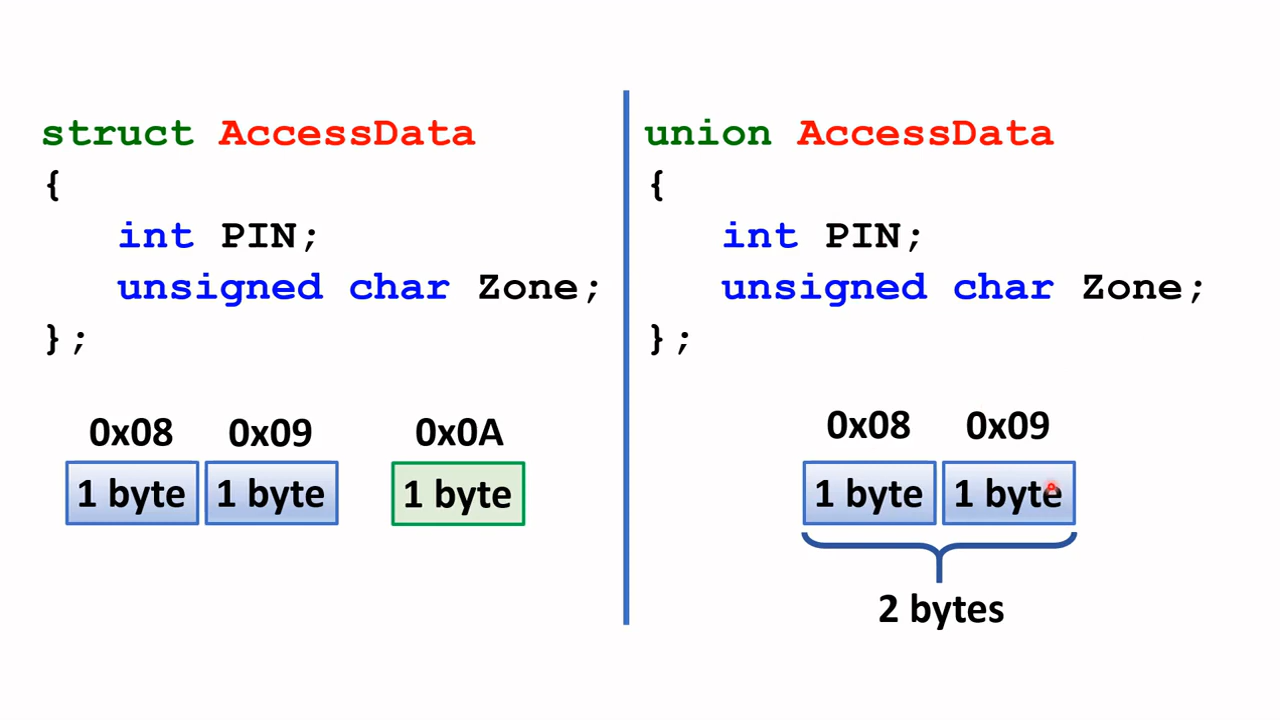 struct AccessData
{
int PIN;
unsigned char Zone;
};
0x08 0x09 0x0A
1 byte 1 byte 1 byte
union AccessData
{
int PIN;
unsigned char Zone;
};
0x08 0x09
1 byte 1 byte
2 bytes